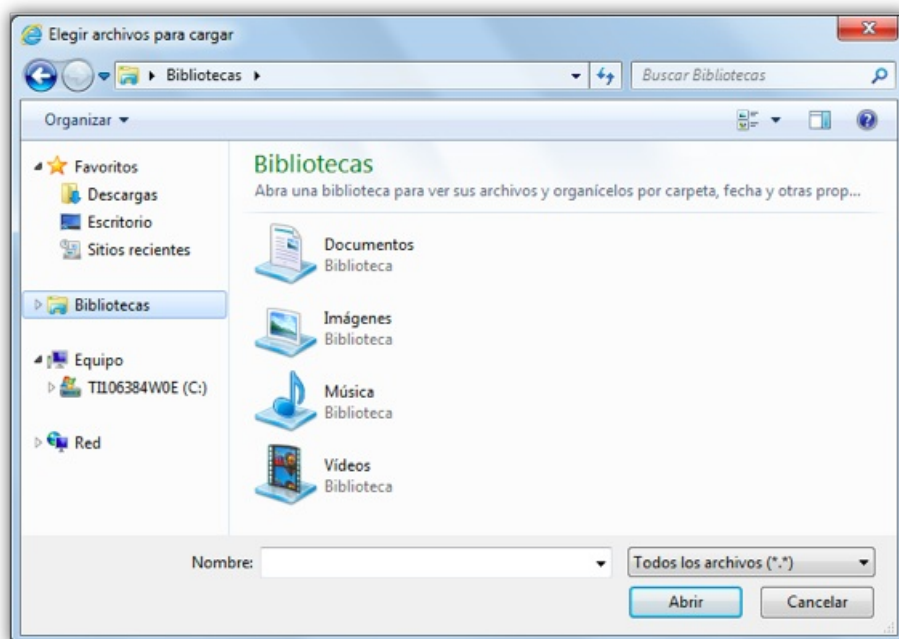 Elegir archivos para cargar
Bibliotecas
Buscar Bibliotecas
Organizar
Favoritos
Descargas
Escritorio
Sitios recientes
Bibliotecas
Equipo
TI106384W0E (C:)
Red
Bibliotecas
Abra una biblioteca para ver sus archivos y organícelos por carpeta, fecha y otras prop...
Documentos
Biblioteca
Imágenes
Biblioteca
Música
Biblioteca
Vídeos
Biblioteca
Nombre:
Todos los archivos (*.*)
Abrir
Cancelar